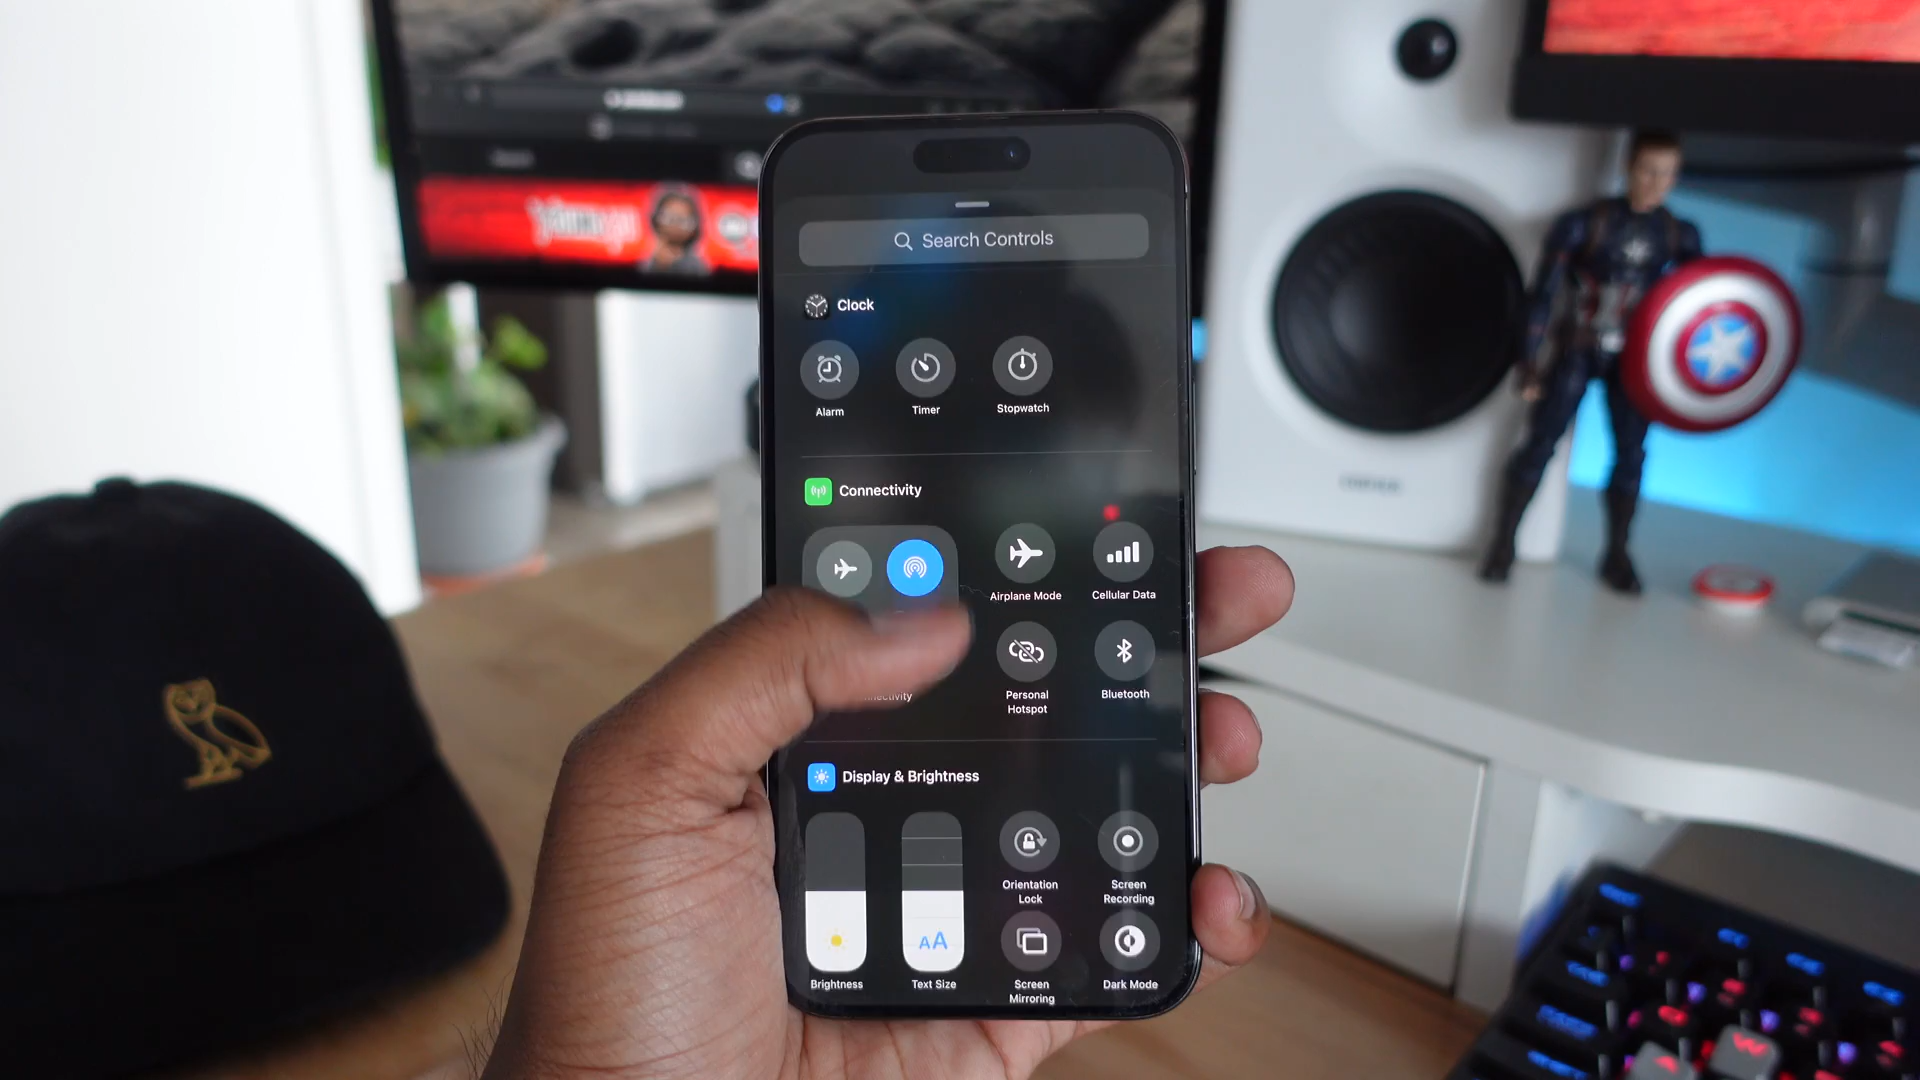 Search Controls
Clock
Alarm
Timer
Stopwatch
Connectivity
Airplane Mode
Cellular Data
Personal
Hotspot
Bluetooth
Display & Brightness
Orientation
Lock
Screen
Recording
AA
Brightness
Text Size
Screen
Mirroring
Dark Mode
W